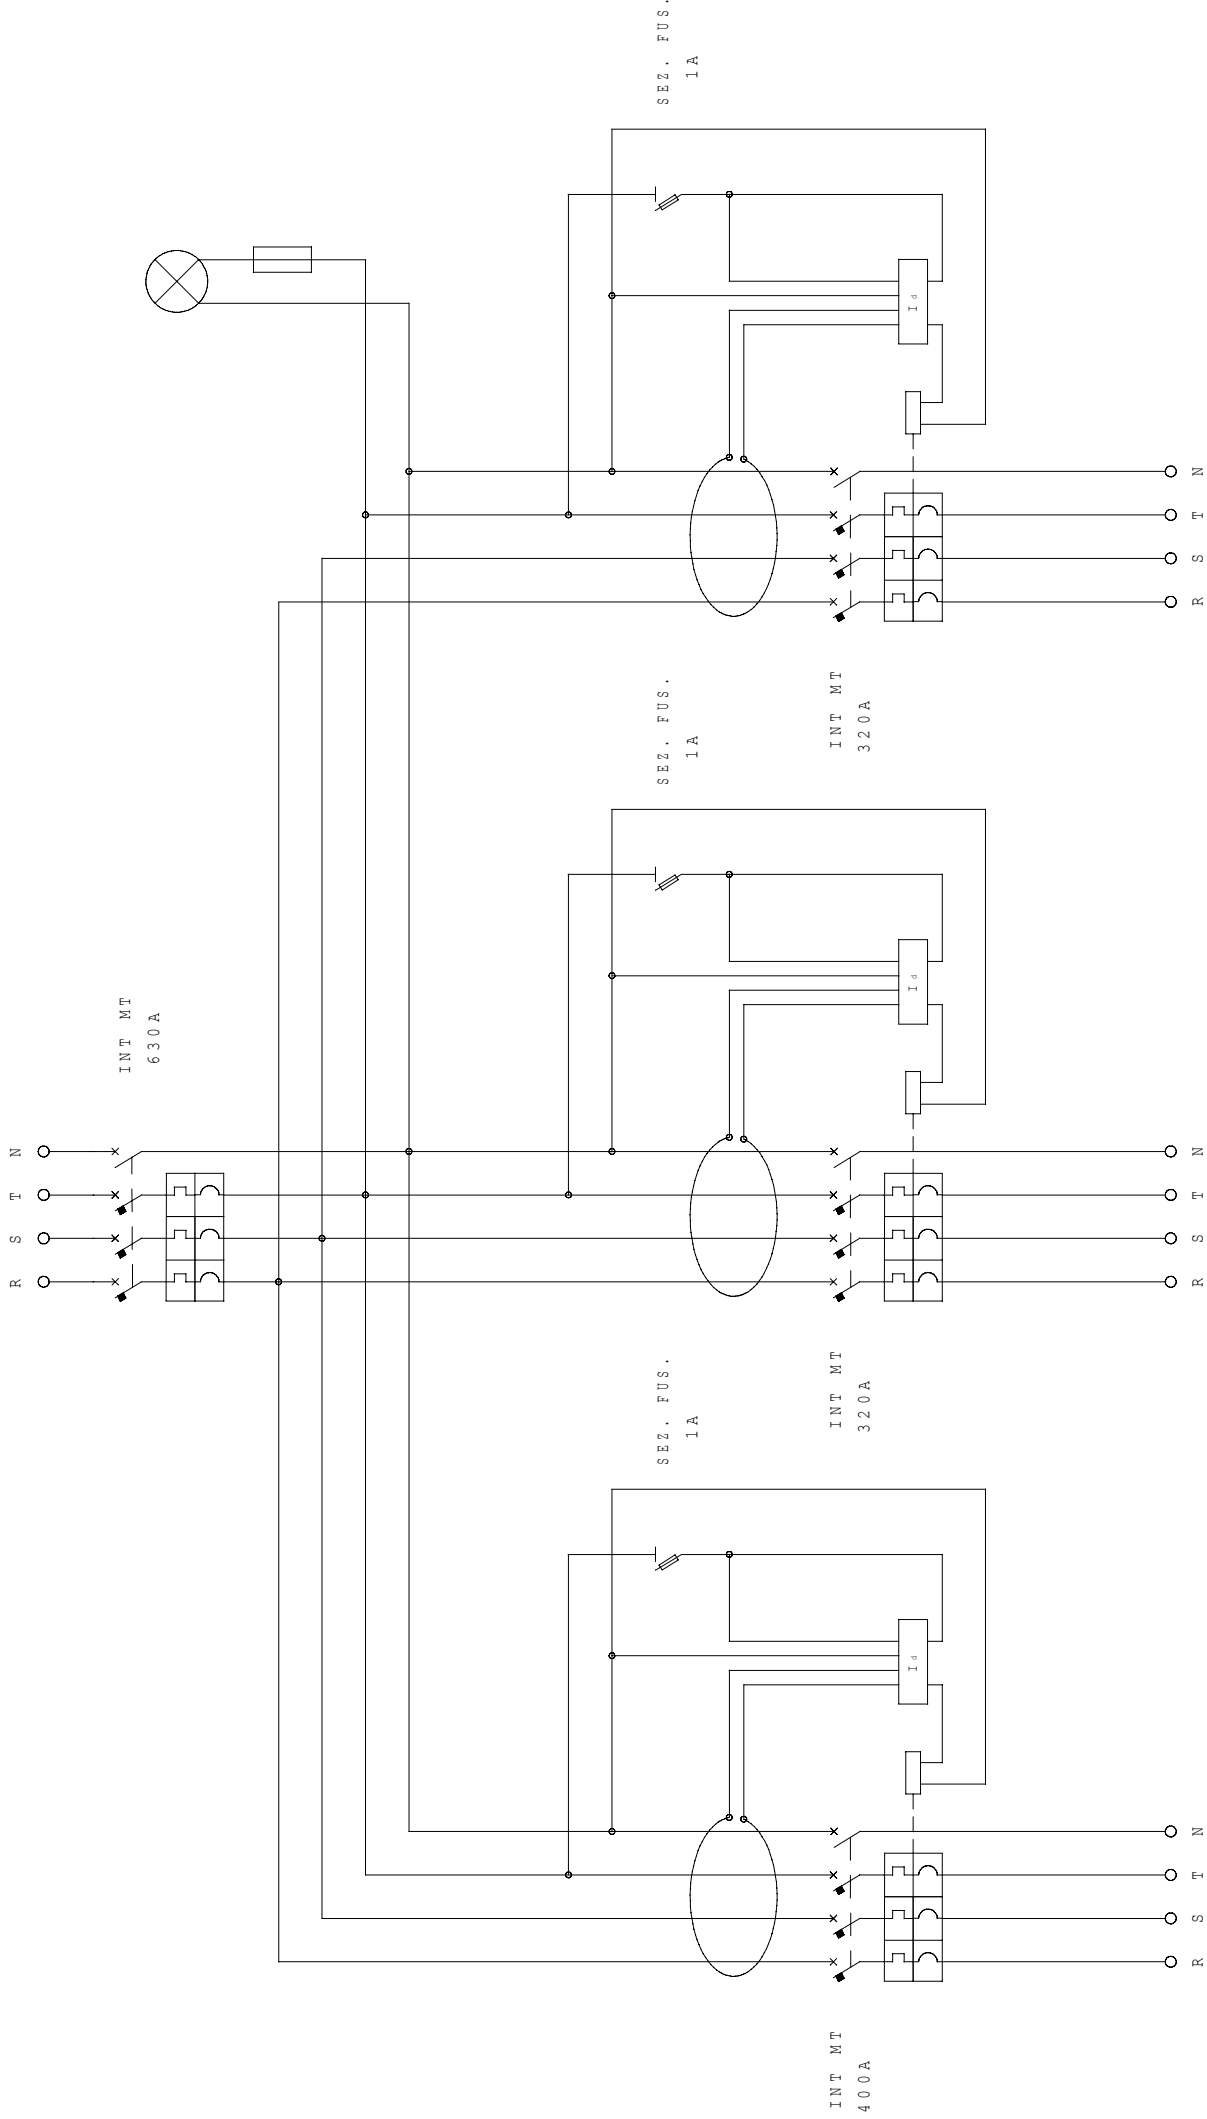 R S T N
INT MT
630A
SEZ. FUS.
1A
SEZ. FUS.
1A
SEZ. FUS.
1A
INT MT
400A
INT MT
320A
INT MT
320A
Id
Id
Id
R S T N
R S T N
R S T N